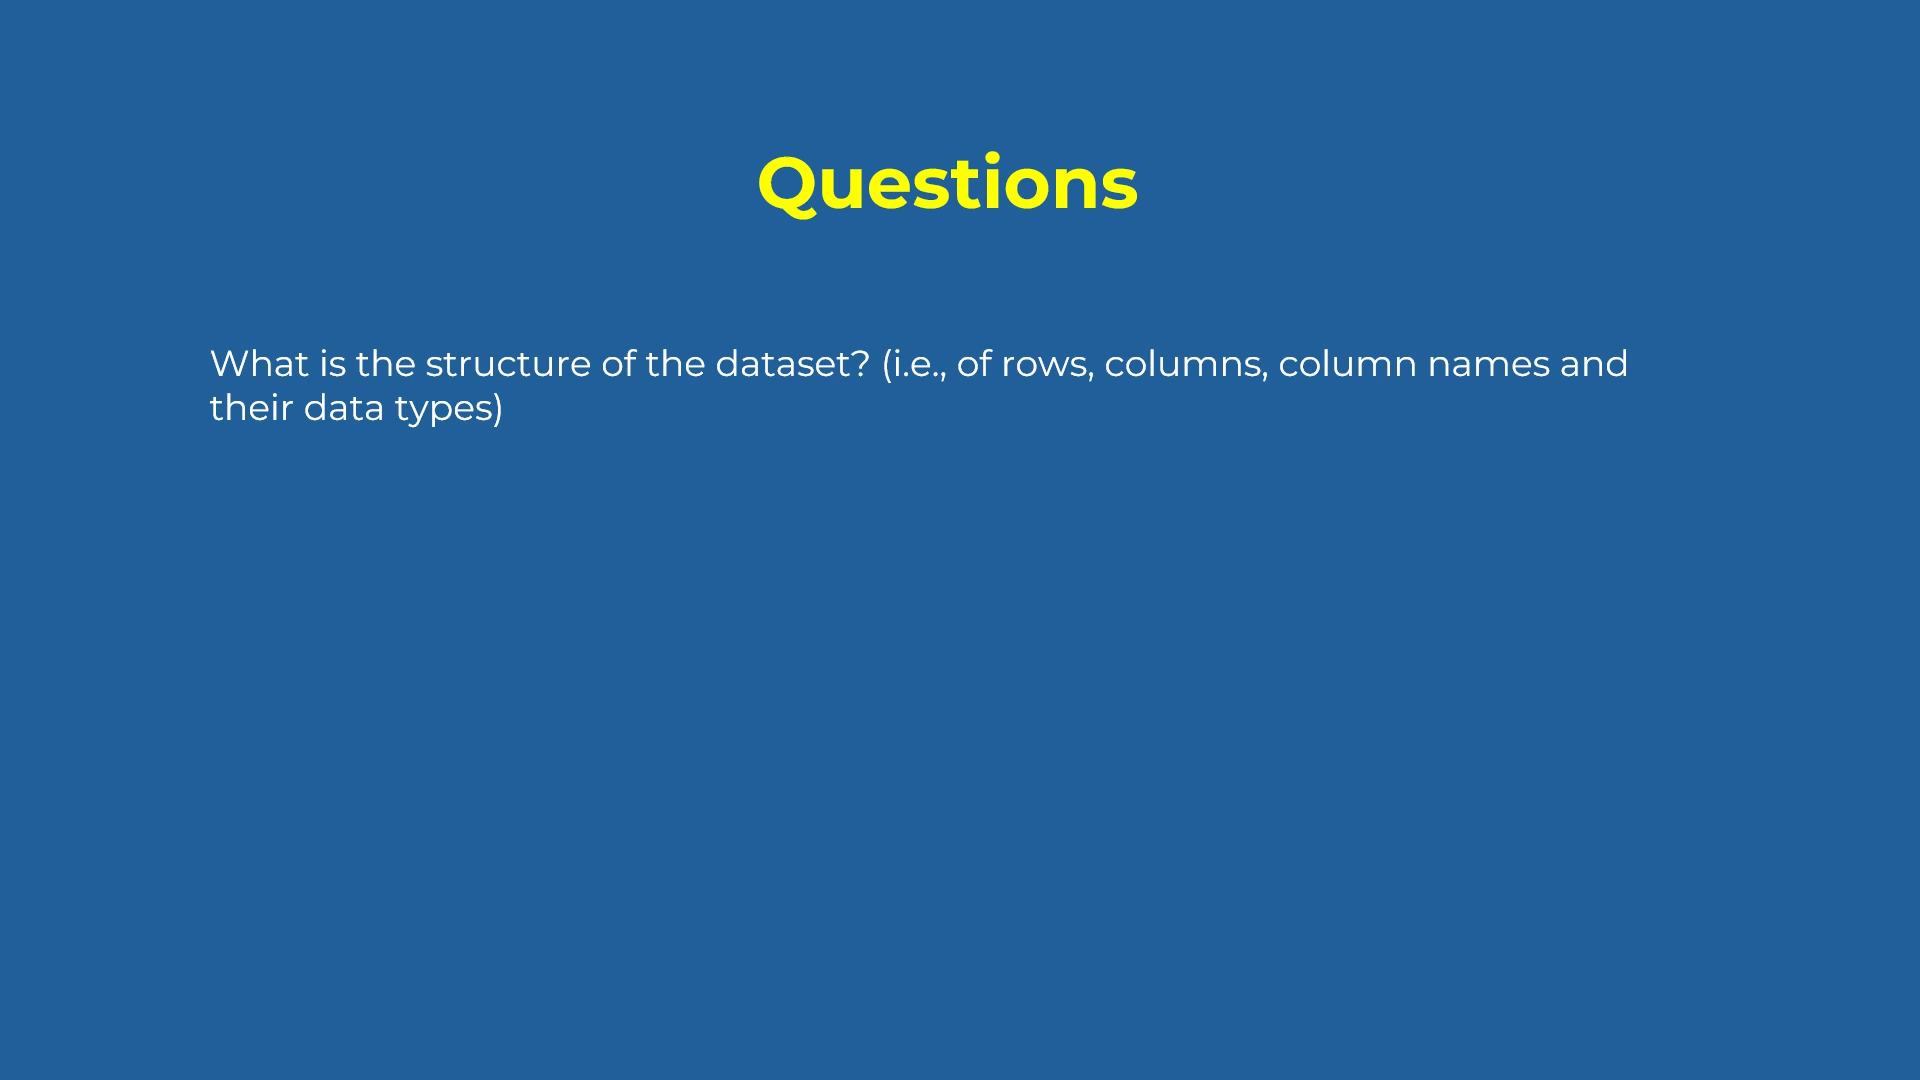 Questions
What is the structure of the dataset? (i.e., of rows, columns, column names and
their data types)